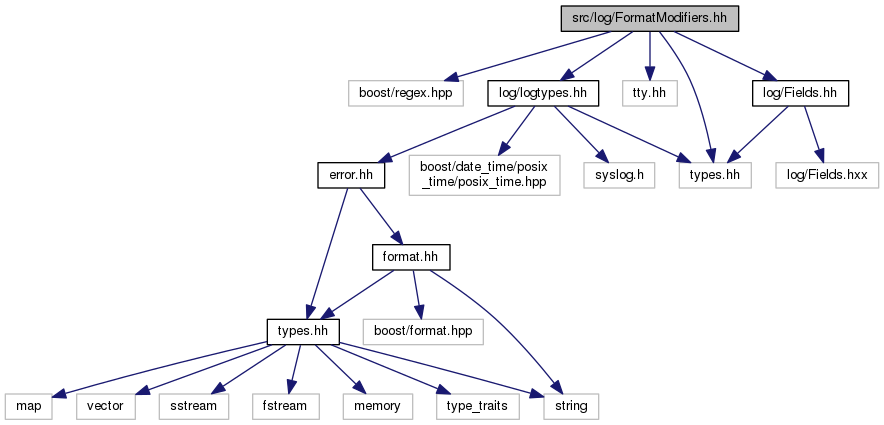 src/log/FormatModifiers.hh
boost/regex.hpp
log/logtypes.hh
tty.hh
log/Fields.hh
error.hh
boost/date_time/posix
_time/posix_time.hpp
syslog.h
types.hh
log/Fields.hxx
format.hh
types.hh
boost/format.hpp
map
vector
sstream
fstream
memory
type_traits
string